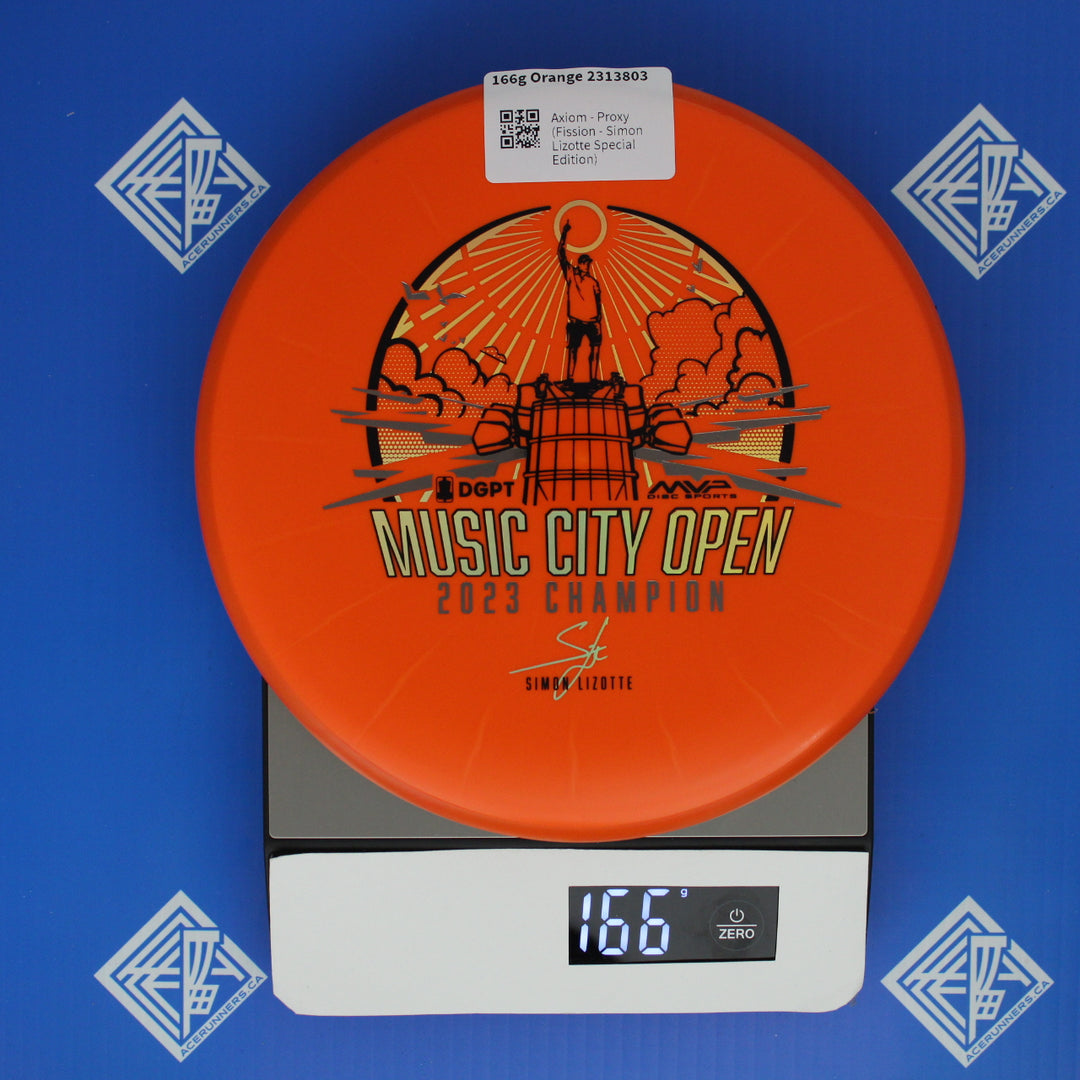 166g Orange 2313803
Axiom - Proxy
(Fission - Simon
Lizotte Special
Edition)
ACERUNNERS.CA
ACERUNNERS.CA
DGPT
MVP
DISC SPORTS
MUSIC CITY OPEN
2023 CHAMPION
SIMON LIZOTTE
166 g
ZERO
ACERUNNERS.CA
ACERUNNERS.CA